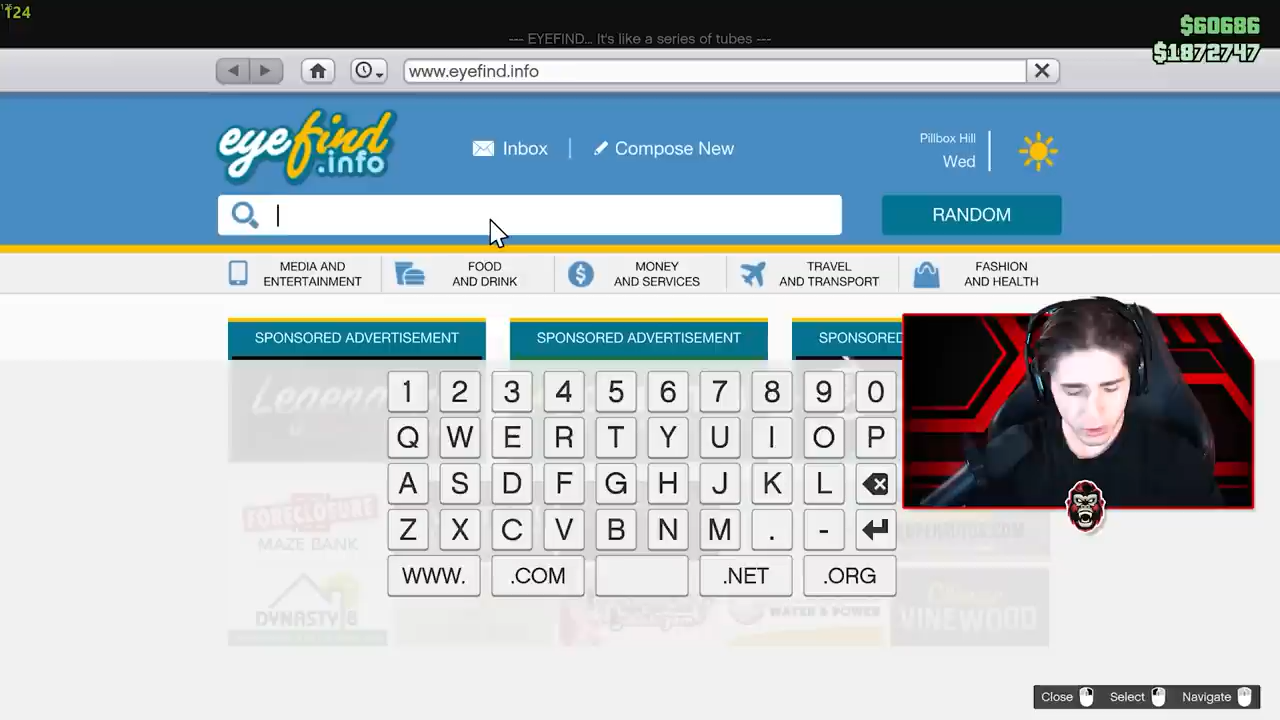 124
$60686
--- EYEFIND... It's like a series of tubes ---
$1872747
www.eyefind.info
eyefind
.info
Inbox
Compose New
Pillbox Hill
Wed
RANDOM
MEDIA AND
ENTERTAINMENT
FOOD
AND DRINK
MONEY
AND SERVICES
TRAVEL
AND TRANSPORT
FASHION
AND HEALTH
SPONSORED ADVERTISEMENT
SPONSORED ADVERTISEMENT
SPONSORED
1 2 3 4 5 6 7 8 9 0
Q W E R T Y U I O P
A S D F G H J K L
Z X C V B N M . -
WWW. .COM .NET .ORG
FORECLOSURE
MAZE BANK
DYNASTY 8
WATER & POWER
VINEWOOD
Close Select Navigate